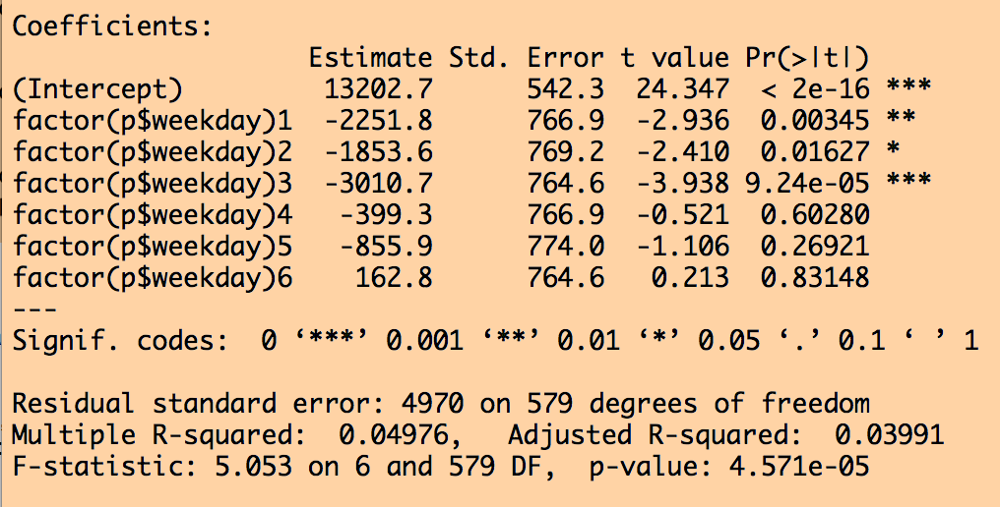 Coefficients:
                   Estimate Std. Error t value Pr(>|t|)
(Intercept)         13202.7      542.3  24.347  < 2e-16 ***
factor(p$weekday)1  -2251.8      766.9  -2.936  0.00345 **
factor(p$weekday)2  -1853.6      769.2  -2.410  0.01627 *
factor(p$weekday)3  -3010.7      764.6  -3.938 9.24e-05 ***
factor(p$weekday)4   -399.3      766.9  -0.521  0.60280
factor(p$weekday)5   -855.9      774.0  -1.106  0.26921
factor(p$weekday)6    162.8      764.6   0.213  0.83148
---
Signif. codes:  0 ‘***’ 0.001 ‘**’ 0.01 ‘*’ 0.05 ‘.’ 0.1 ‘ ’ 1
Residual standard error: 4970 on 579 degrees of freedom
Multiple R-squared:  0.04976,	Adjusted R-squared:  0.03991
F-statistic: 5.053 on 6 and 579 DF,  p-value: 4.571e-05